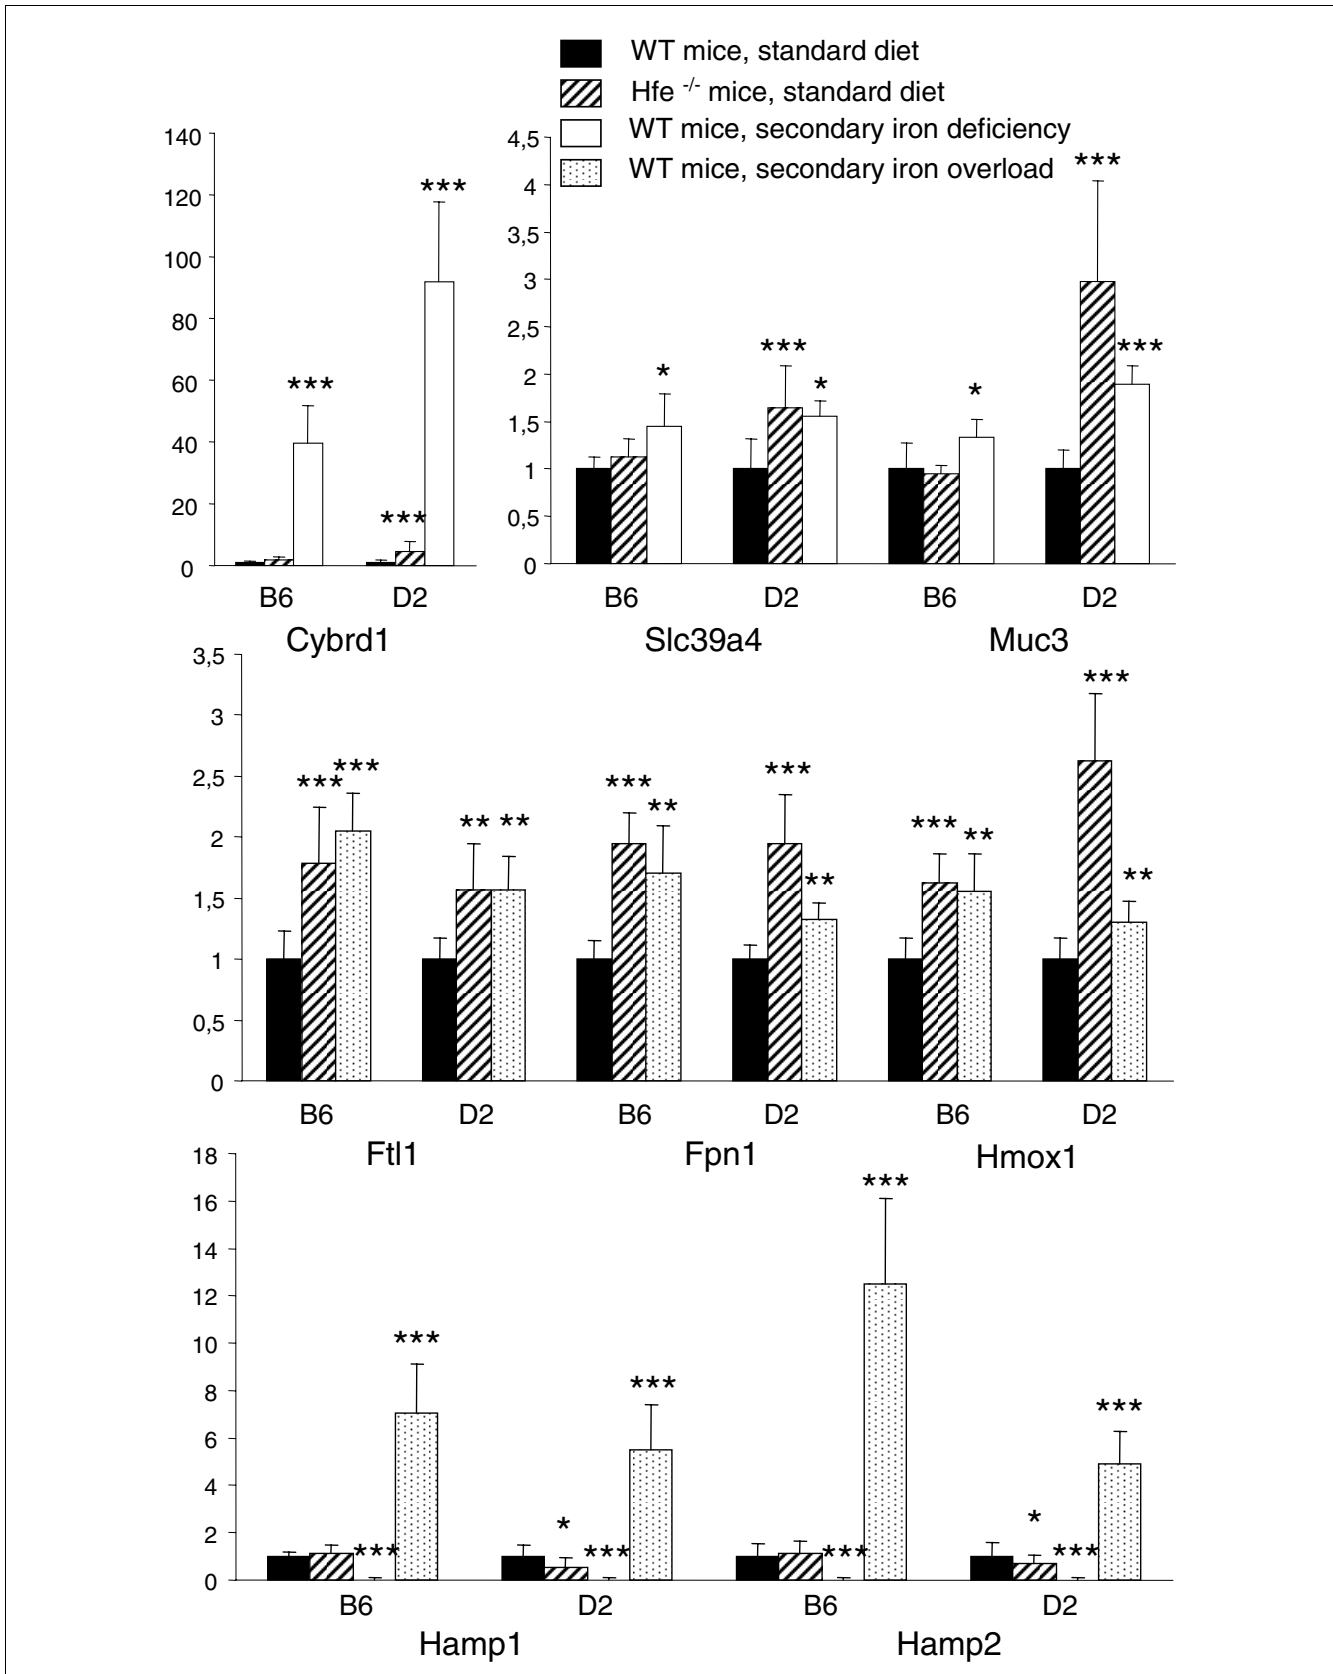 WT mice, standard diet
Hfe -/- mice, standard diet
WT mice, secondary iron deficiency
WT mice, secondary iron overload
140
120
100
80
60
40
20
0
***
***
***
B6 D2
Cybrd1
4,5
4
3,5
3
2,5
2
1,5
1
0,5
0
* *** * * *** ***
B6 D2 B6 D2
Slc39a4 Muc3
3,5
3
2,5
2
1,5
1
0,5
0
*** *** ** ** *** ** *** ** *** ** *** **
B6 D2 B6 D2 B6 D2
Ftl1 Fpn1 Hmox1
18
16
14
12
10
8
6
4
2
0
*** *** * *** *** *** *** * *** ***
B6 D2 B6 D2
Hamp1 Hamp2